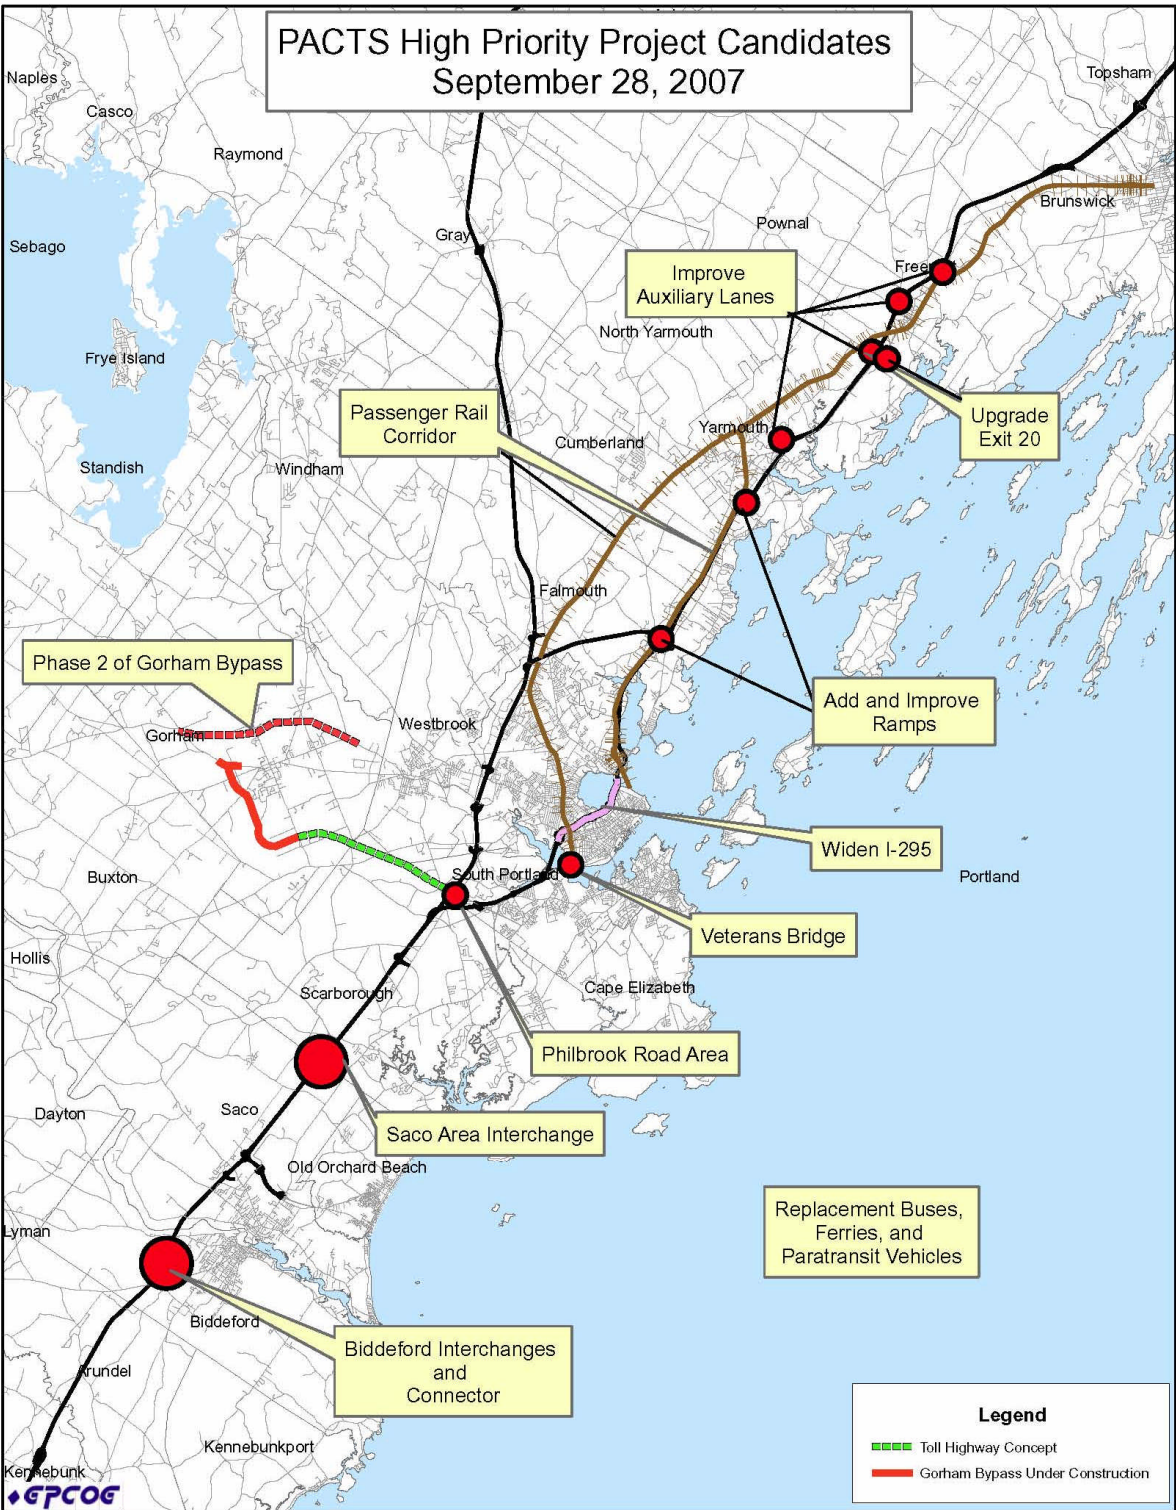 PACTS High Priority Project Candidates
September 28, 2007
Naples
Casco
Topsham
Raymond
Brunswick
Pownal
Gray
Sebago
Improve
Auxiliary Lanes
North Yarmouth
Frye Island
Passenger Rail
Corridor
Upgrade
Exit 20
Yarmouth
Cumberland
Standish
Windham
Falmouth
Phase 2 of Gorham Bypass
Add and Improve
Ramps
Westbrook
Gorham
Widen I-295
South Portland
Buxton
Portland
Veterans Bridge
Hollis
Cape Elizabeth
Scarborough
Philbrook Road Area
Saco
Dayton
Saco Area Interchange
Old Orchard Beach
Replacement Buses,
Ferries, and
Paratransit Vehicles
Lyman
Biddeford
Biddeford Interchanges
and
Connector
Arundel
Legend
Toll Highway Concept
Gorham Bypass Under Construction
Kennebunkport
Kennebunk
GPCOG